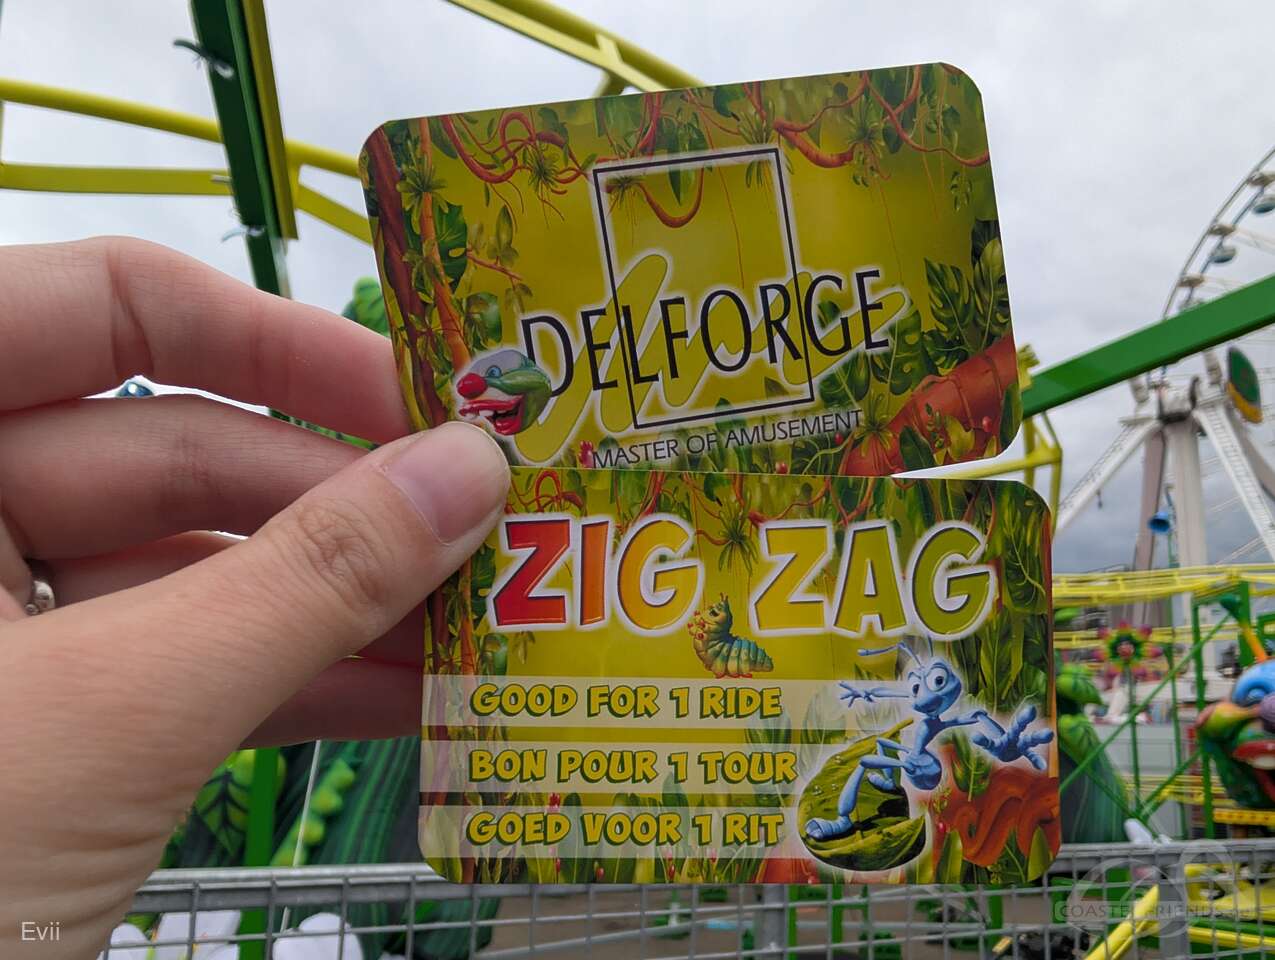 DELFORGE
MASTER OF AMUSEMENT
ZIG ZAG
GOOD FOR 1 RIDE
BON POUR 1 TOUR
GOED VOOR 1 RIT
Evii